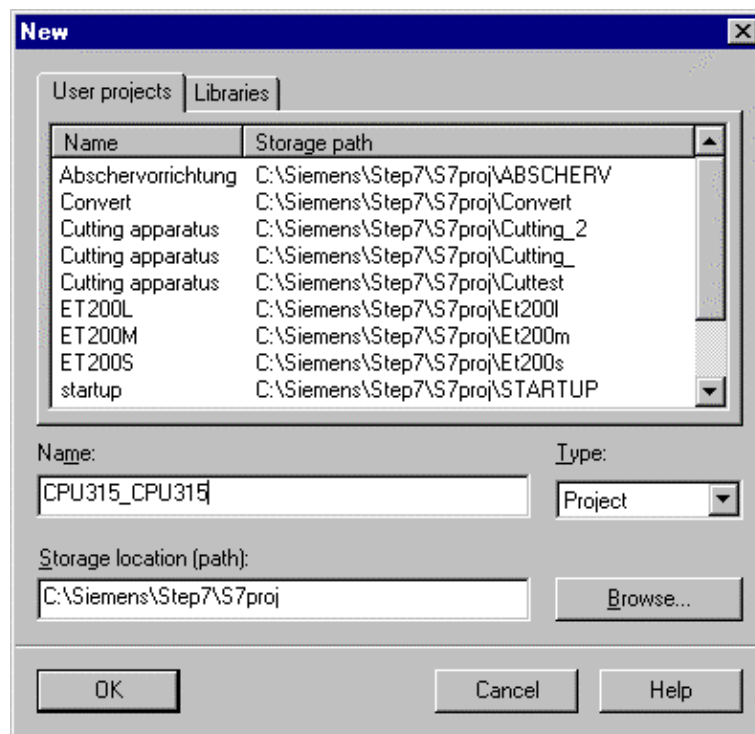 New
User projects Libraries
Name Storage path
Abschervorrichtung C:\Siemens\Step7\S7proj\ABSCHERV
Convert C:\Siemens\Step7\S7proj\Convert
Cutting apparatus C:\Siemens\Step7\S7proj\Cutting_2
Cutting apparatus C:\Siemens\Step7\S7proj\Cutting_
Cutting apparatus C:\Siemens\Step7\S7proj\Cuttest
ET200L C:\Siemens\Step7\S7proj\Et200l
ET200M C:\Siemens\Step7\S7proj\Et200m
ET200S C:\Siemens\Step7\S7proj\Et200s
startup C:\Siemens\Step7\S7proj\STARTUP
Name: Type:
CPU315_CPU315 Project
Storage location (path):
C:\Siemens\Step7\S7proj Browse...
OK Cancel Help